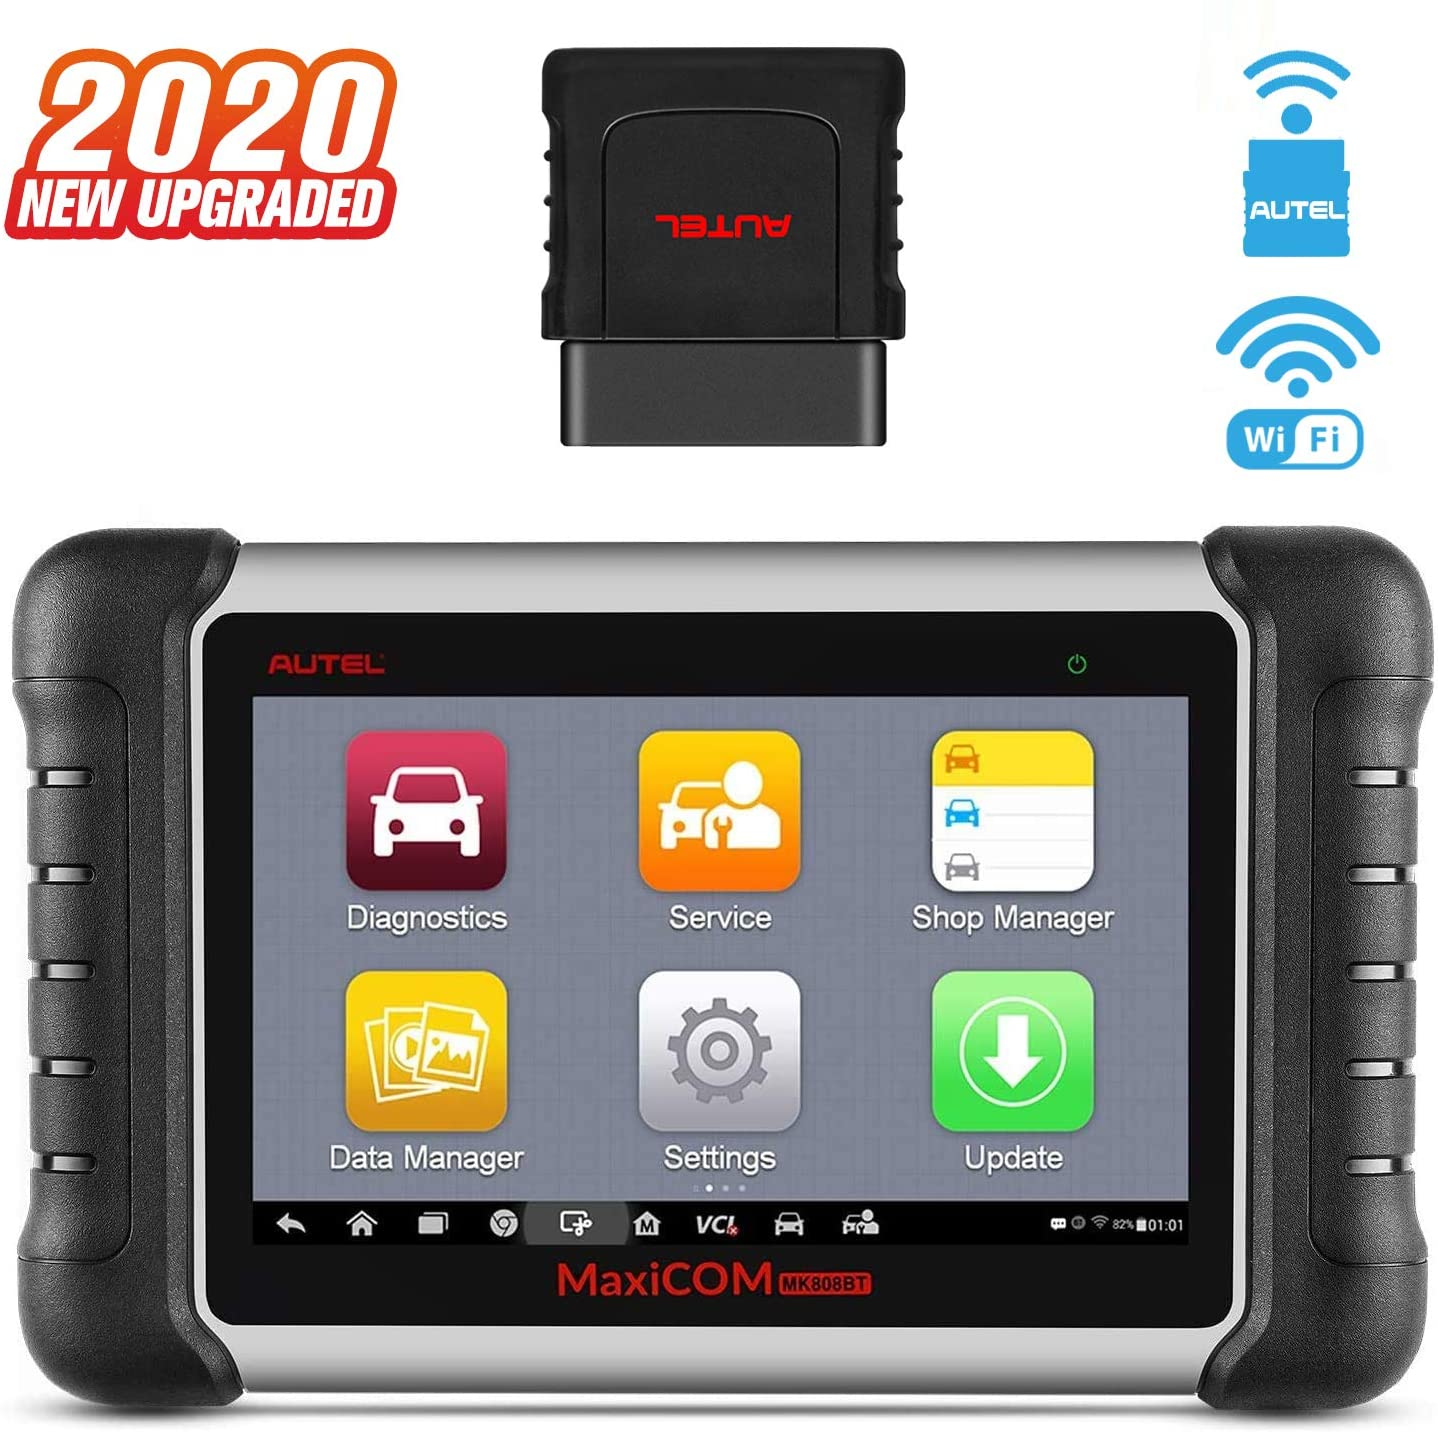 2020
NEW UPGRADED
AUTEL
AUTEL
Wi Fi
AUTEL
Diagnostics
Service
Shop Manager
Data Manager
Settings
Update
M
VCI
82% 01:01
MaxiCOM MK808BT